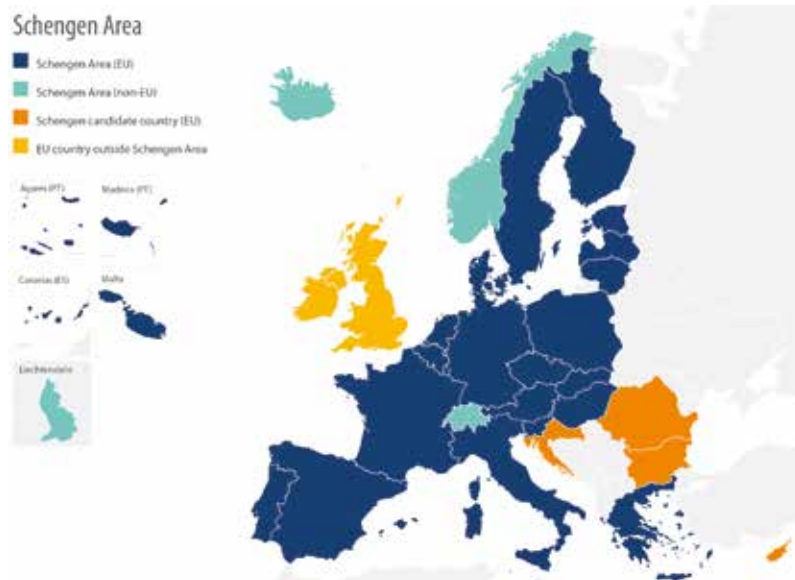 Schengen Area
Schengen Area (EU)
Schengen Area (non-EU)
Schengen candidate country (EU)
EU country outside Schengen Area
Açores (PT)
Madeira (PT)
Canarias (ES)
Malta
Liechtenstein